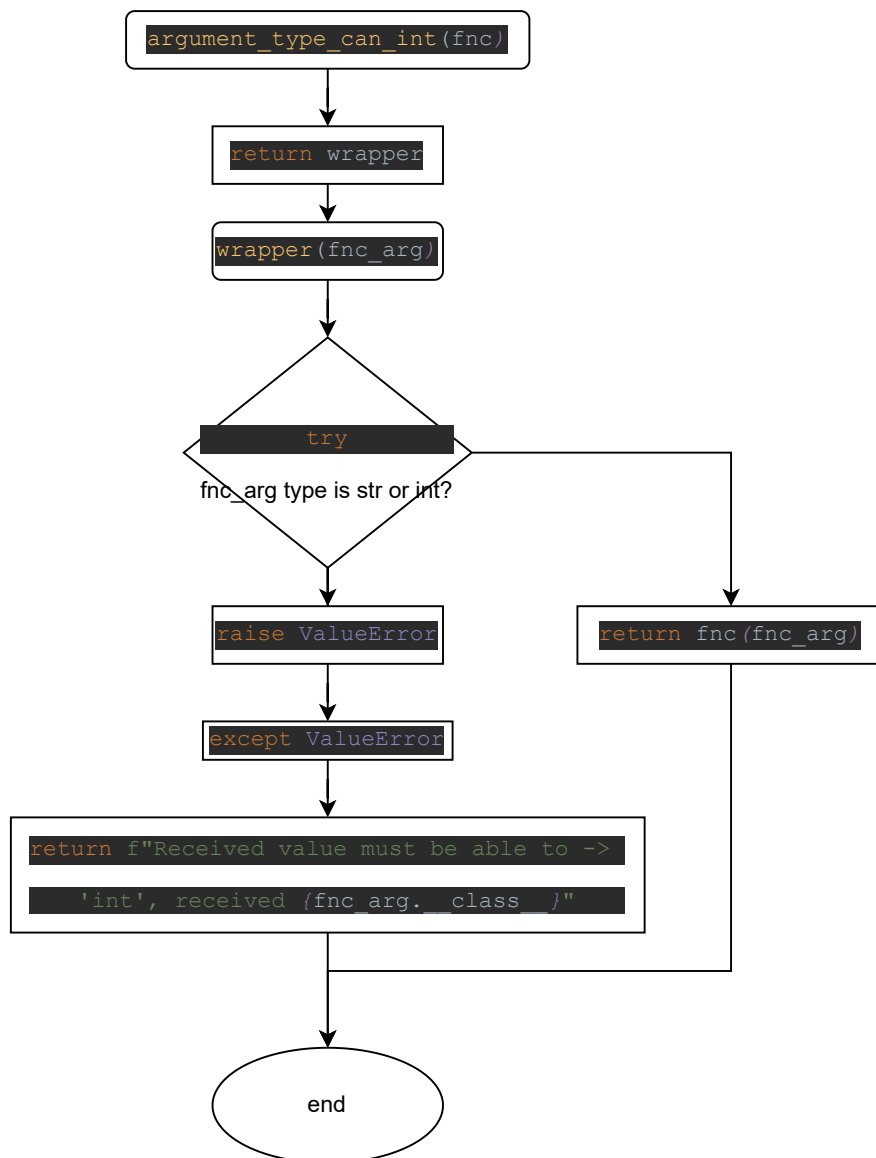 argument_type_can_int(fnc)
return wrapper
wrapper(fnc_arg)
try
fnc_arg type is str or int?
raise ValueError
return fnc(fnc_arg)
except ValueError
return f"Received value must be able to ->
'int', received {fnc_arg.__class__}"
end